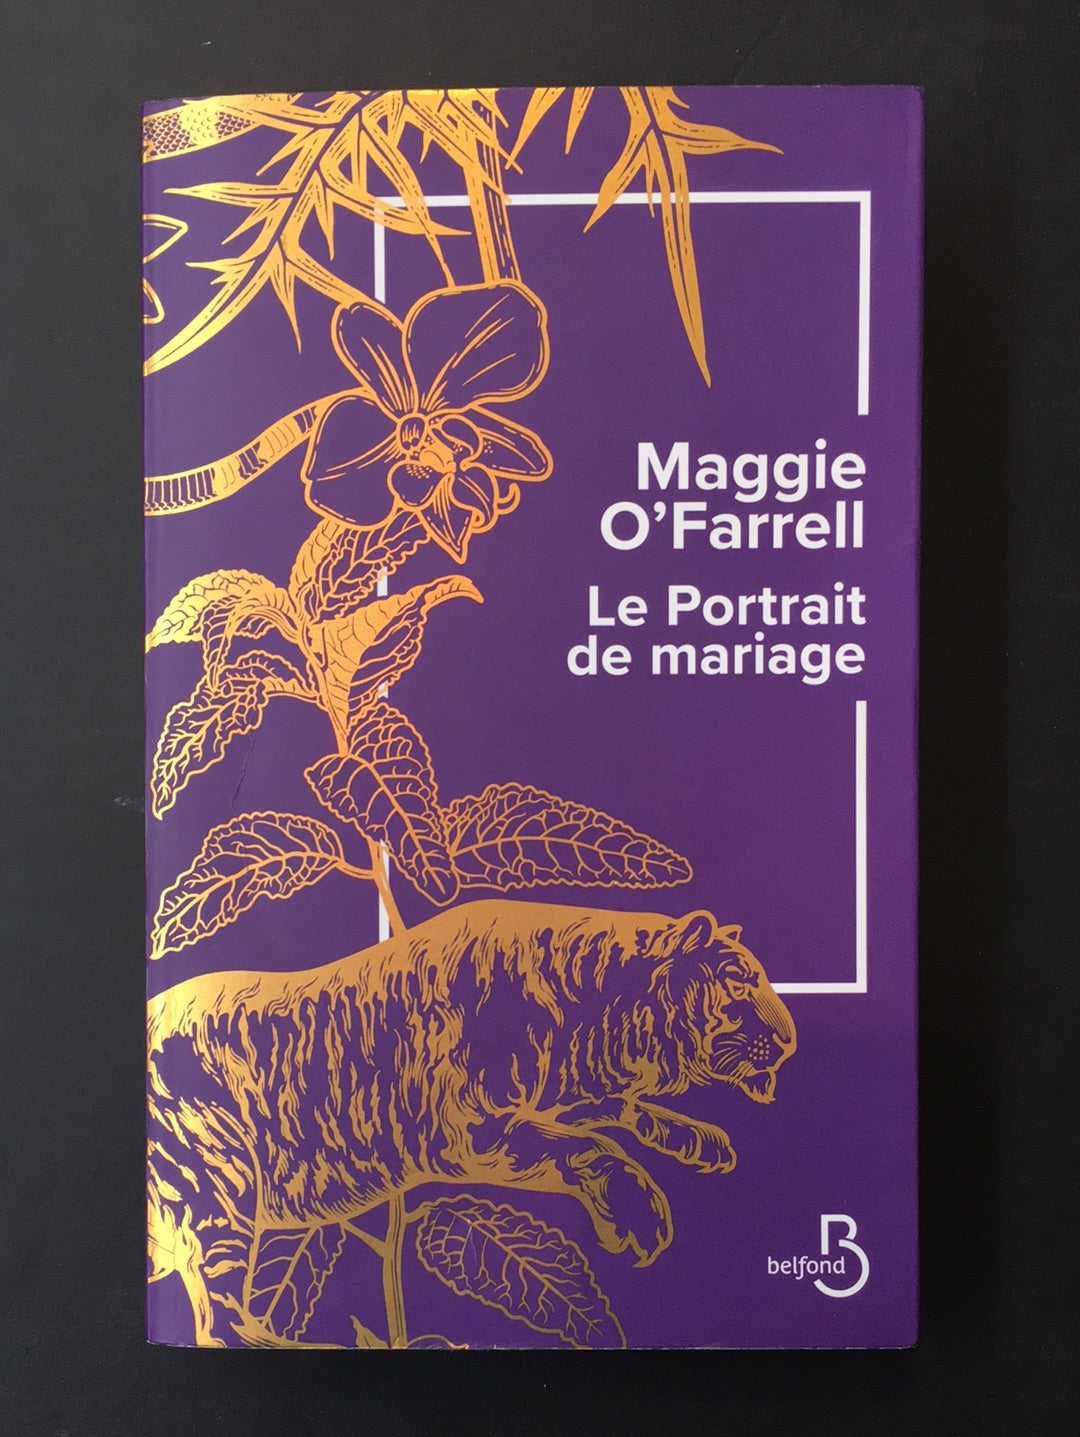 Maggie
O’Farrell
Le Portrait
de mariage
belfond
B